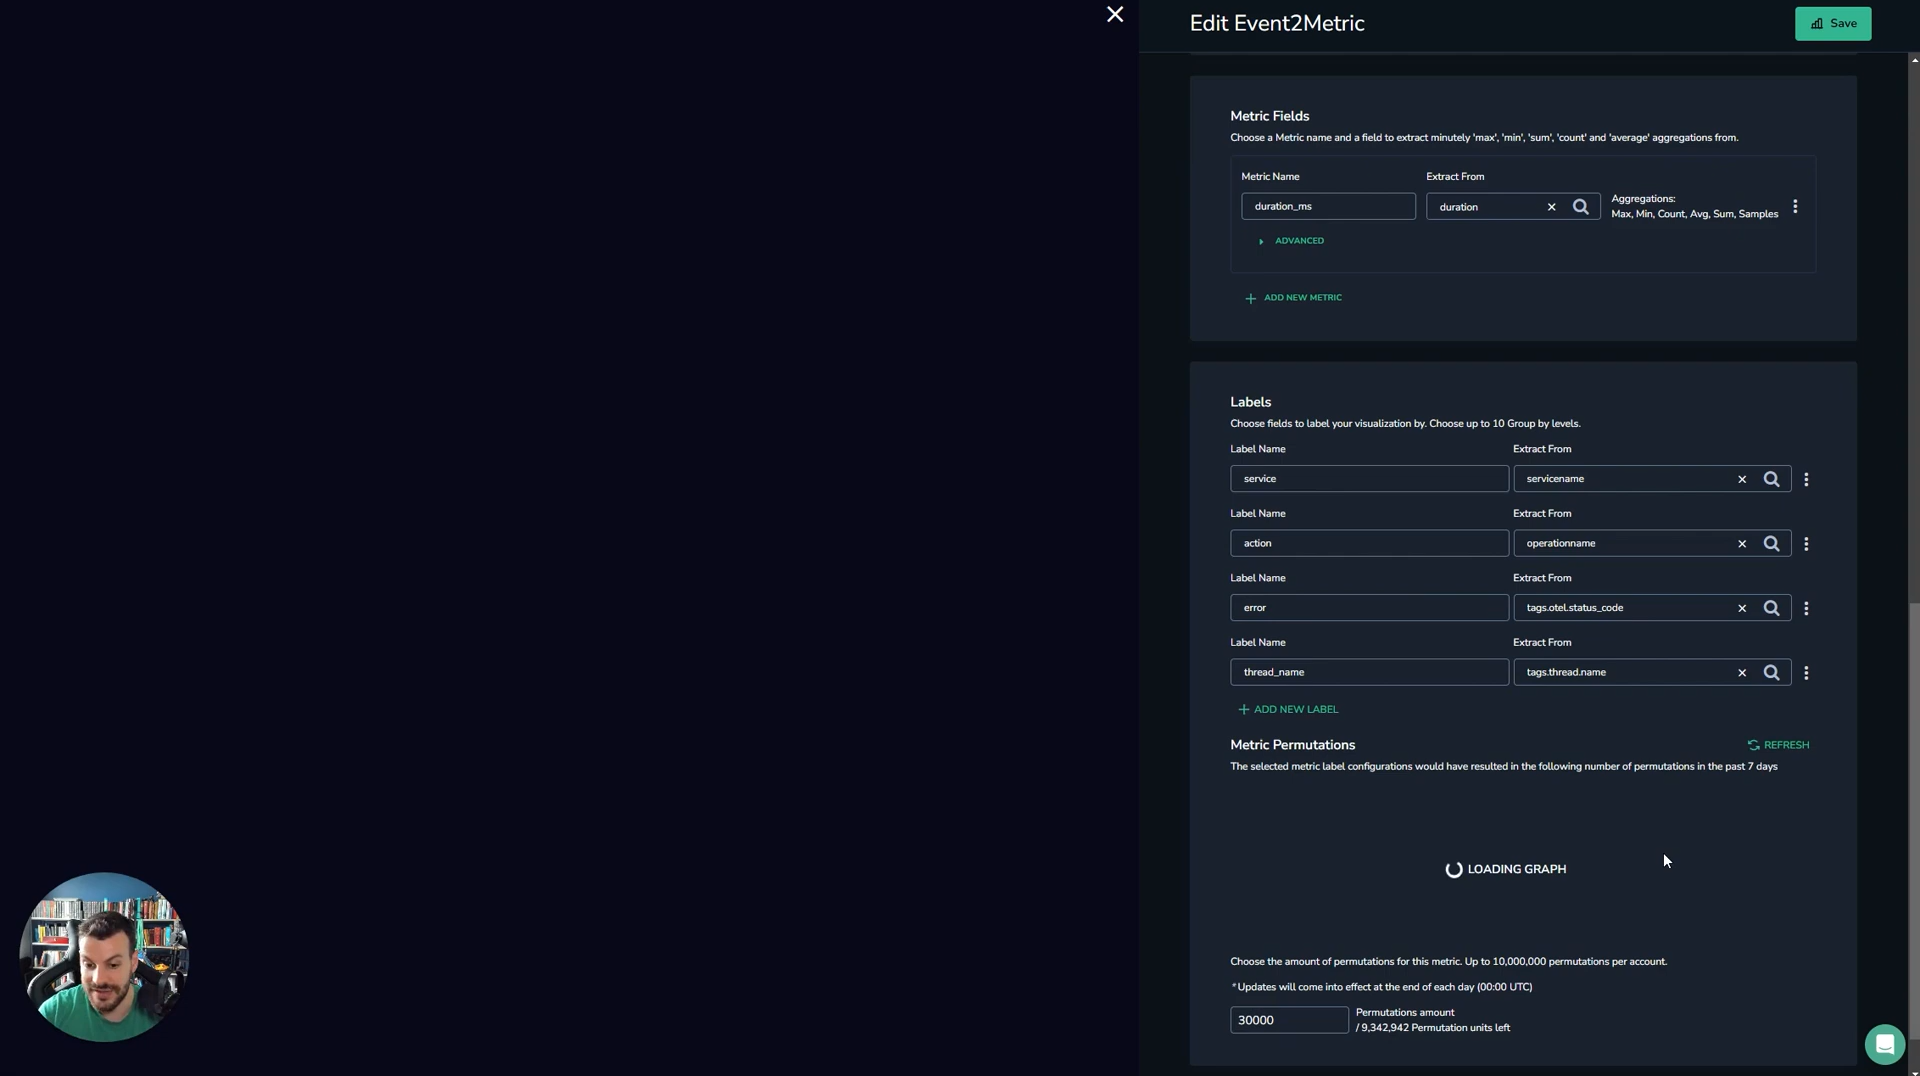 Edit Event2Metric
Save
Metric Fields
Choose a Metric name and a field to extract minutely 'max', 'min', 'sum', 'count' and 'average' aggregations from.
Metric Name
Extract From
duration_ms
duration
Aggregations:
Max, Min, Count, Avg, Sum, Samples
ADVANCED
ADD NEW METRIC
Labels
Choose fields to label your visualization by. Choose up to 10 Group by levels.
Label Name
Extract From
service
servicename
Label Name
Extract From
action
operationname
Label Name
Extract From
error
tags.otel.status_code
Label Name
Extract From
thread_name
tags.thread.name
ADD NEW LABEL
Metric Permutations
REFRESH
The selected metric label configurations would have resulted in the following number of permutations in the past 7 days
LOADING GRAPH
Choose the amount of permutations for this metric. Up to 10,000,000 permutations per account.
*Updates will come into effect at the end of each day (00:00 UTC)
30000
Permutations amount
/ 9,342,942 Permutation units left